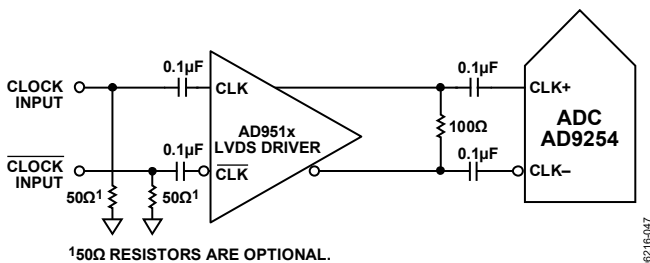 CLOCK
INPUT
0.1µF
CLK
AD951x
LVDS DRIVER
0.1µF
CLK
CLOCK
INPUT
50Ω1
50Ω1
100Ω
0.1µF
0.1µF
CLK+
ADC
AD9254
CLK–
150Ω RESISTORS ARE OPTIONAL.
6216-047